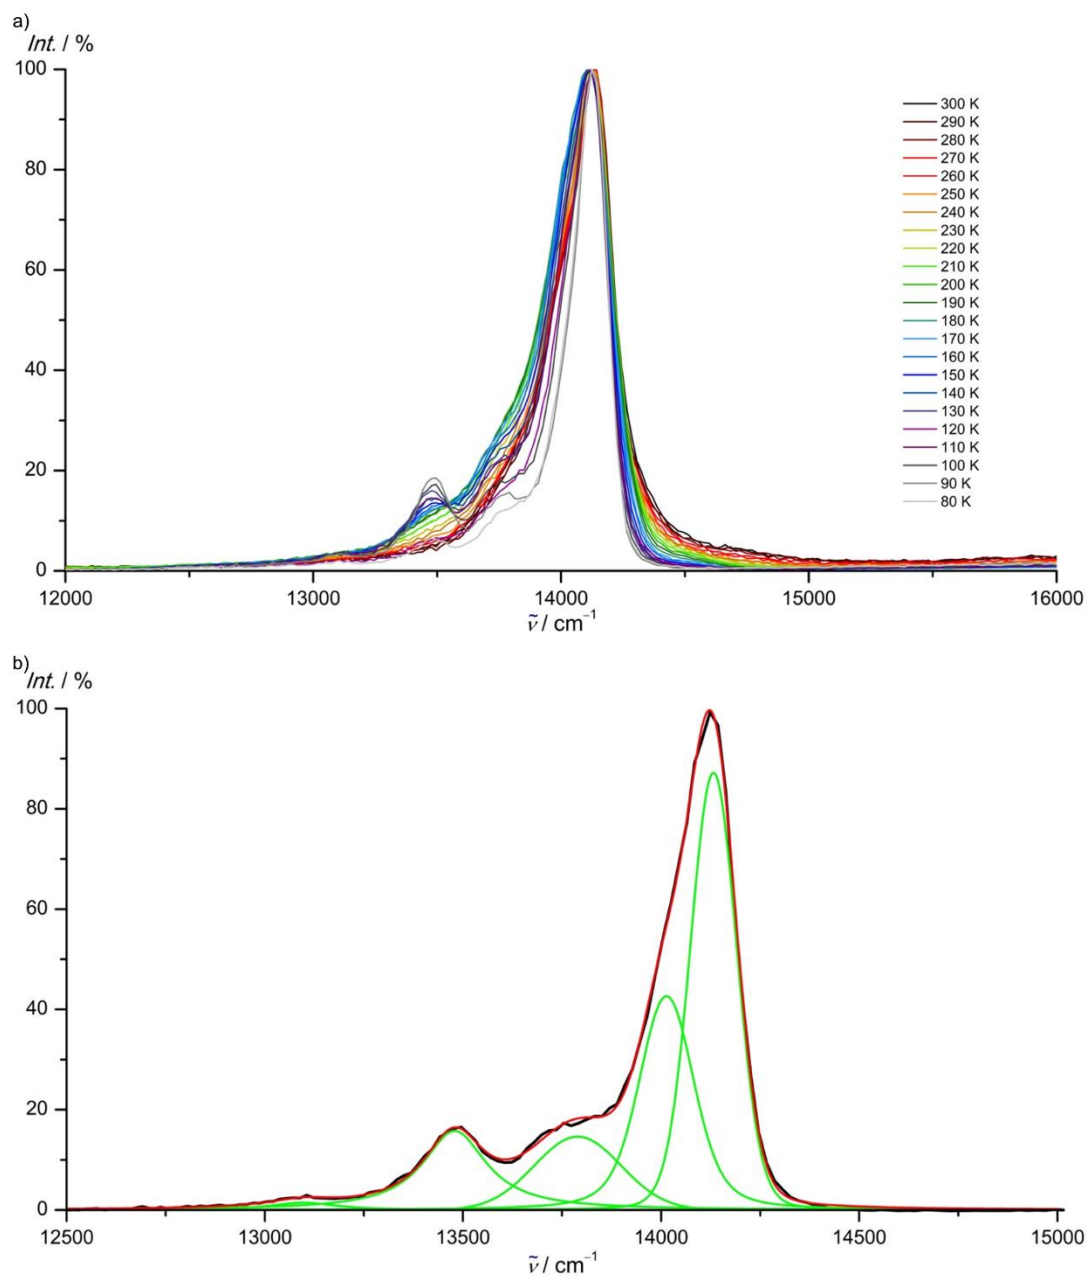 a)
Int. / %
100
80
60
40
20
0
12000 13000 14000 15000 16000
ν̃ / cm⁻¹
300 K
290 K
280 K
270 K
260 K
250 K
240 K
230 K
220 K
210 K
200 K
190 K
180 K
170 K
160 K
150 K
140 K
130 K
120 K
110 K
100 K
90 K
80 K
b)
Int. / %
100
80
60
40
20
0
12500 13000 13500 14000 14500 15000
ν̃ / cm⁻¹